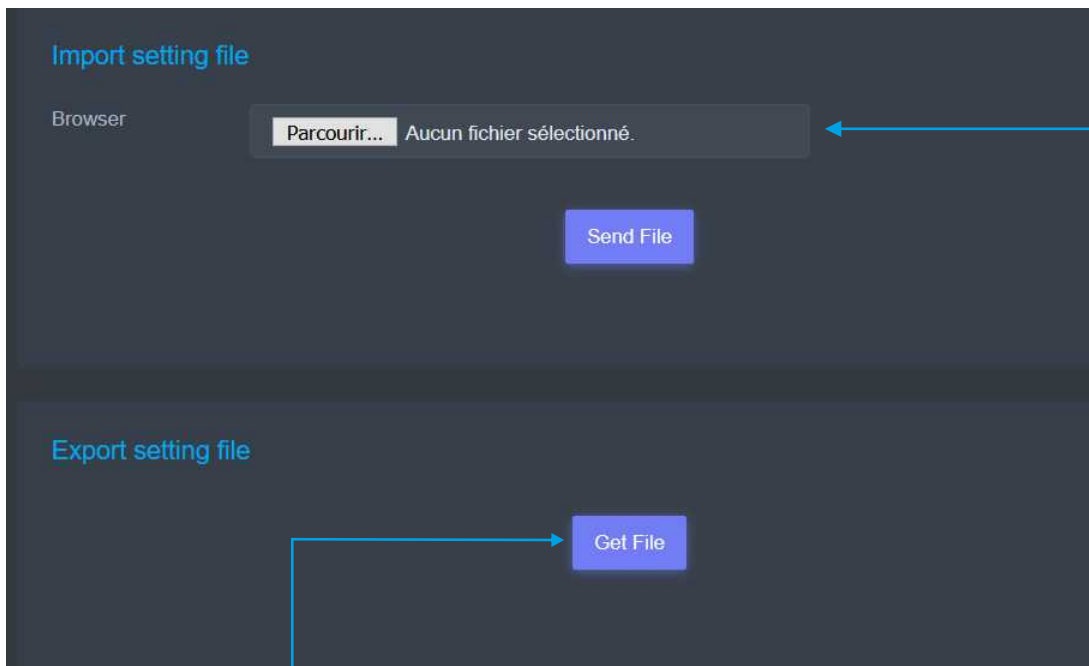 Import setting file
Browser
Parcourir... Aucun fichier sélectionné.
Send File
Export setting file
Get File